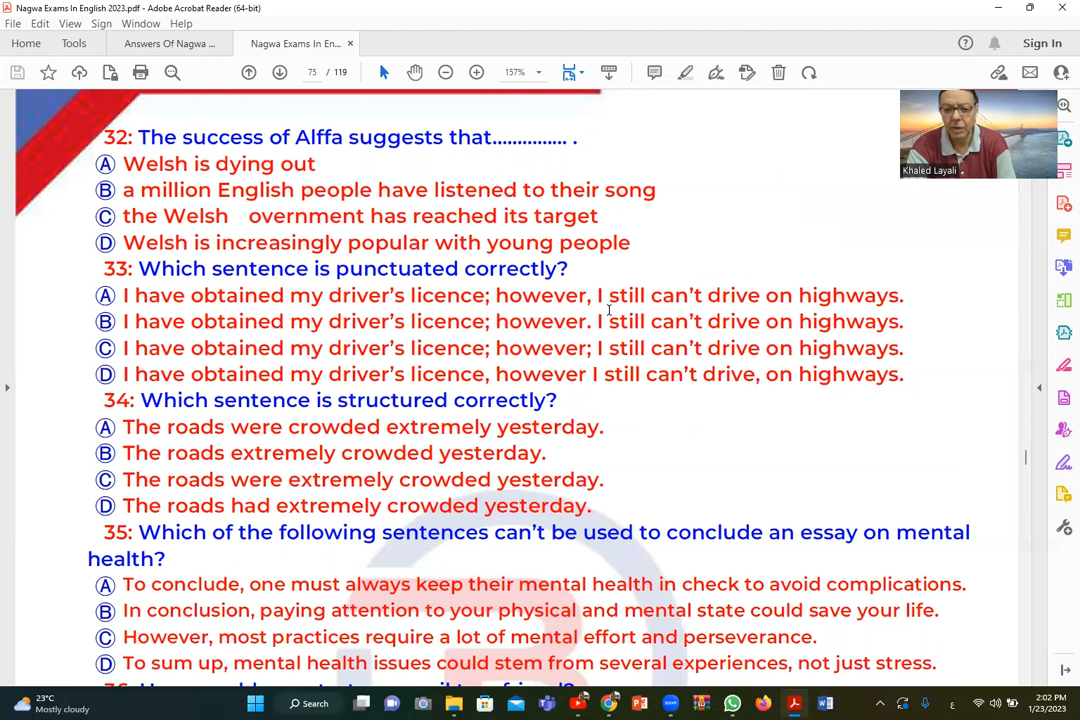 Nagwa Exams In English 2023.pdf - Adobe Acrobat Reader (64-bit)
File Edit View Sign Window Help
Home Tools Answers Of Nagwa ... Nagwa Exams In En... × Sign In
75 / 119 157%
32: The success of Alffa suggests that............... .
A Welsh is dying out
B a million English people have listened to their song
C the Welsh overnment has reached its target
D Welsh is increasingly popular with young people
33: Which sentence is punctuated correctly?
A I have obtained my driver's licence; however, I still can't drive on highways.
B I have obtained my driver's licence; however. I still can't drive on highways.
C I have obtained my driver's licence; however; I still can't drive on highways.
D I have obtained my driver's licence, however I still can't drive, on highways.
34: Which sentence is structured correctly?
A The roads were crowded extremely yesterday.
B The roads extremely crowded yesterday.
C The roads were extremely crowded yesterday.
D The roads had extremely crowded yesterday.
35: Which of the following sentences can't be used to conclude an essay on mental
health?
A To conclude, one must always keep their mental health in check to avoid complications.
B In conclusion, paying attention to your physical and mental state could save your life.
C However, most practices require a lot of mental effort and perseverance.
D To sum up, mental health issues could stem from several experiences, not just stress.
Khaled Layali
23°C
Mostly cloudy
Search
ع
2:02 PM
1/23/2023